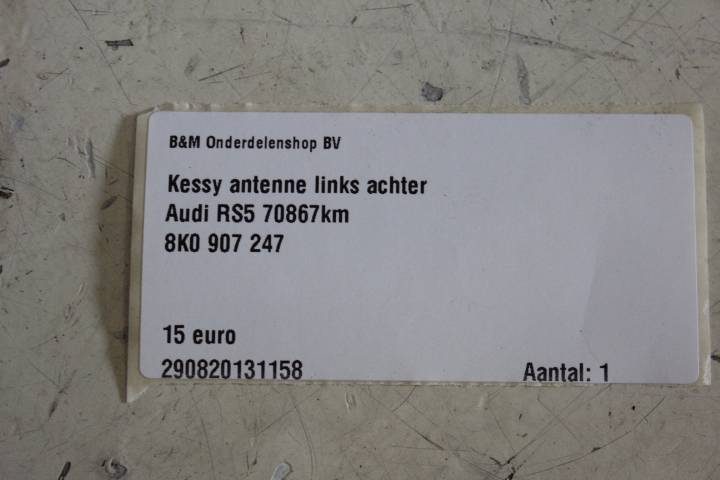 B&M Onderdelenshop BV
Kessy antenne links achter
Audi RS5 70867km
8K0 907 247
15 euro
290820131158 Aantal: 1